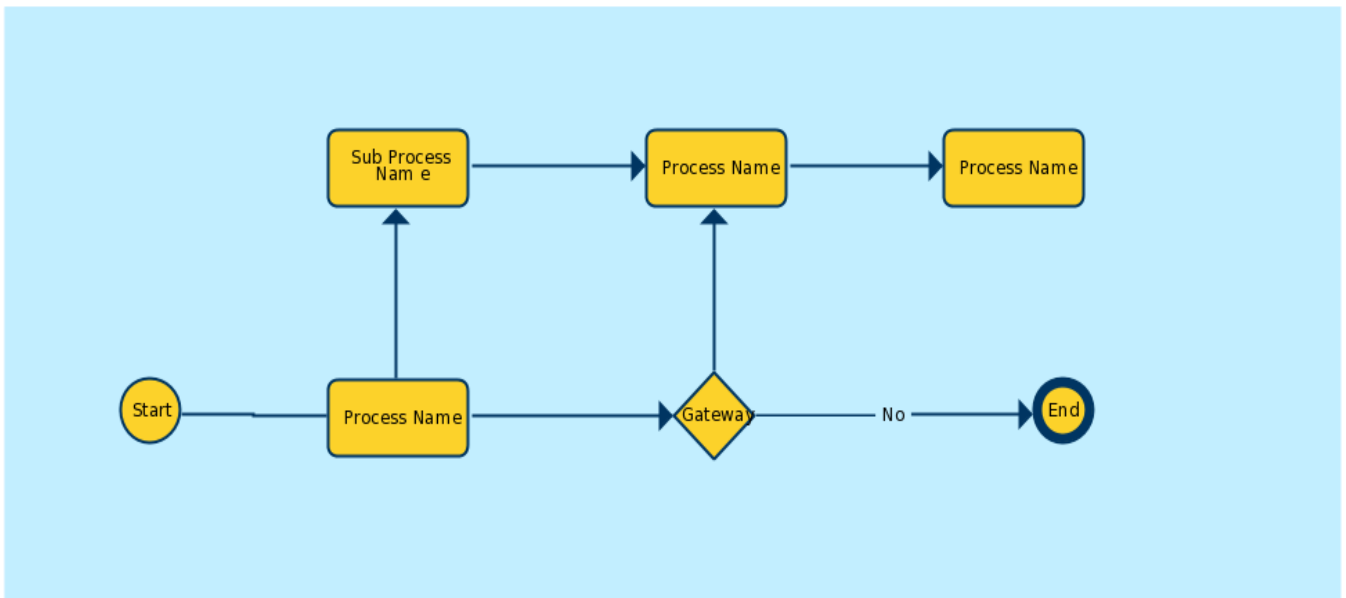 Sub Process
Nam e
Process Name
Process Name
Start
Process Name
Gateway
No
End